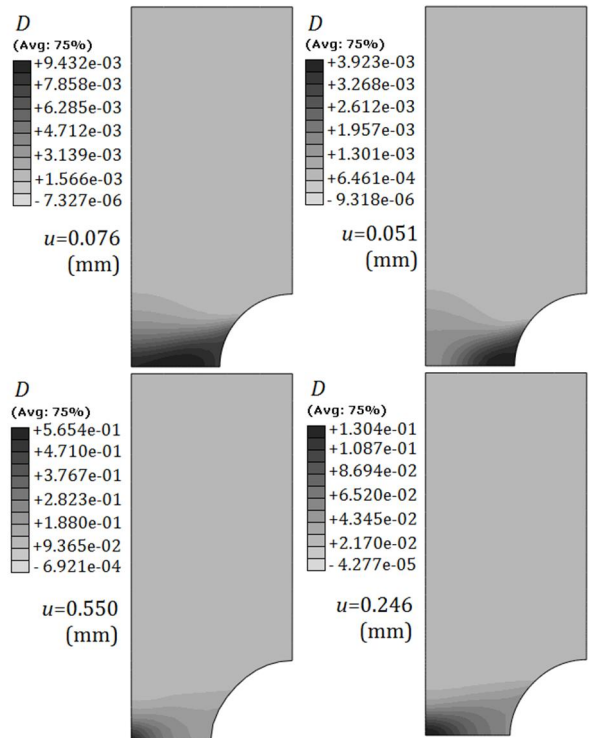 D
(Avg: 75%)
+9.432e-03
+7.858e-03
+6.285e-03
+4.712e-03
+3.139e-03
+1.566e-03
- 7.327e-06
u=0.076
(mm)
D
(Avg: 75%)
+3.923e-03
+3.268e-03
+2.612e-03
+1.957e-03
+1.301e-03
+6.461e-04
- 9.318e-06
u=0.051
(mm)
D
(Avg: 75%)
+5.654e-01
+4.710e-01
+3.767e-01
+2.823e-01
+1.880e-01
+9.365e-02
- 6.921e-04
u=0.550
(mm)
D
(Avg: 75%)
+1.304e-01
+1.087e-01
+8.694e-02
+6.520e-02
+4.345e-02
+2.170e-02
- 4.277e-05
u=0.246
(mm)